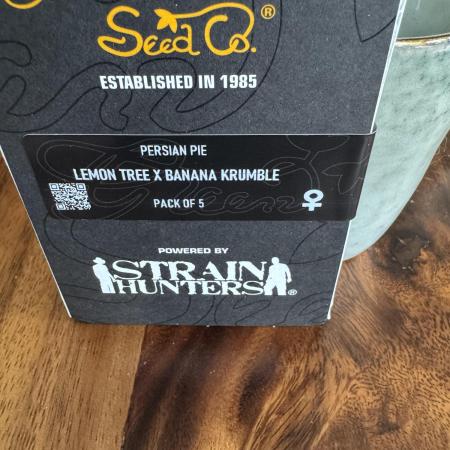 Seed Co.®
ESTABLISHED IN 1985
PERSIAN PIE
LEMON TREE X BANANA KRUMBLE
PACK OF 5
POWERED BY
STRAIN
HUNTERS®